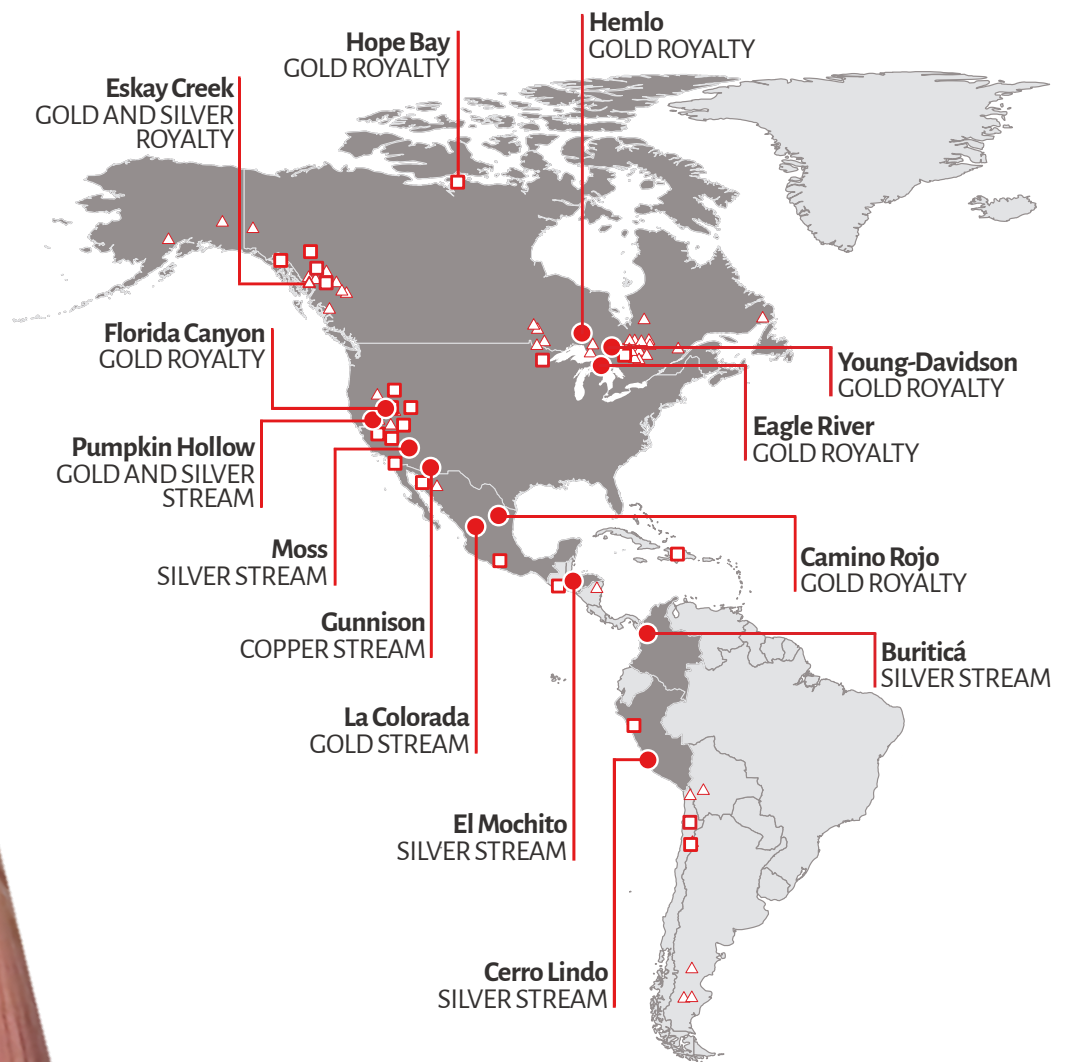 Hemlo
GOLD ROYALTY
Hope Bay
GOLD ROYALTY
Eskay Creek
GOLD AND SILVER
ROYALTY
Florida Canyon
GOLD ROYALTY
Young-Davidson
GOLD ROYALTY
Eagle River
GOLD ROYALTY
Pumpkin Hollow
GOLD AND SILVER
STREAM
Moss
SILVER STREAM
Camino Rojo
GOLD ROYALTY
Gunnison
COPPER STREAM
Buriticá
SILVER STREAM
La Colorada
GOLD STREAM
El Mochito
SILVER STREAM
Cerro Lindo
SILVER STREAM